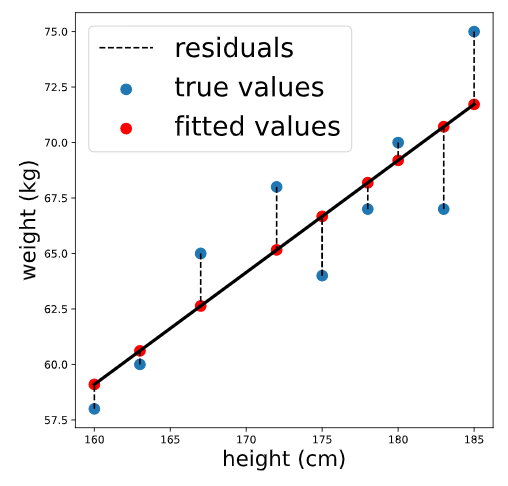 75.0
72.5
70.0
67.5
65.0
62.5
60.0
57.5
weight (kg)
residuals
true values
fitted values
160 165 170 175 180 185
height (cm)